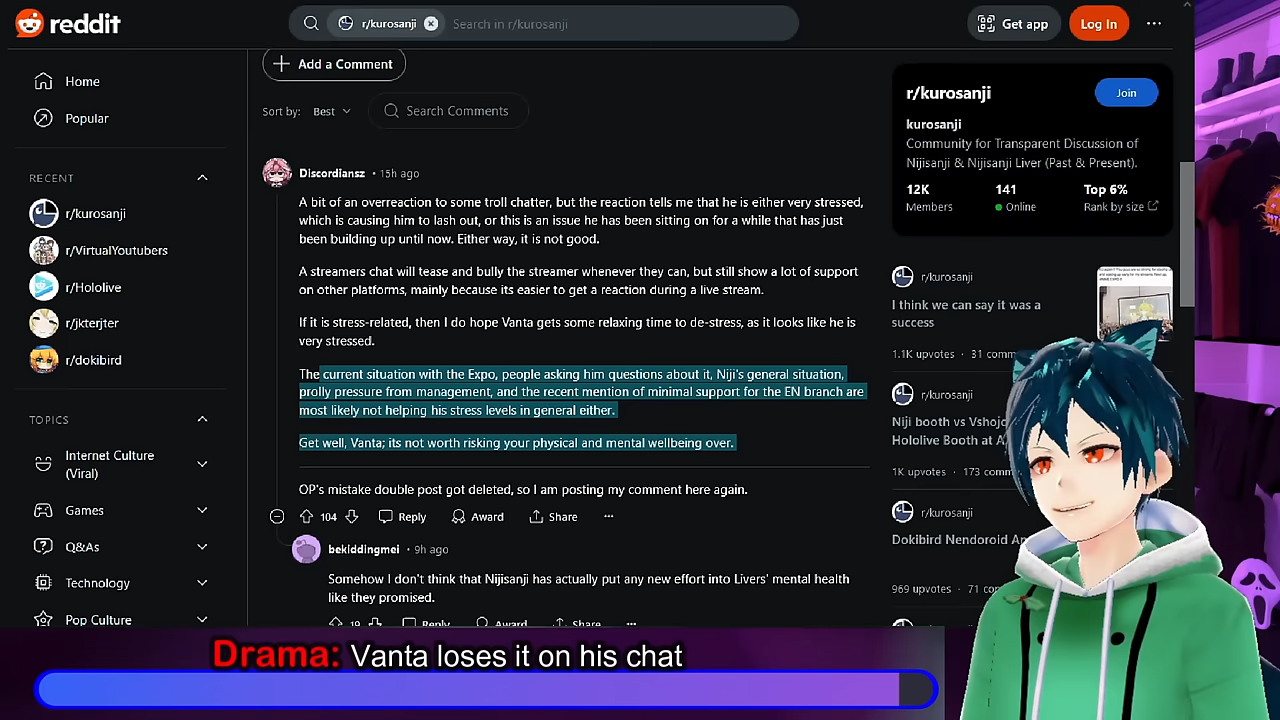 reddit
r/kurosanji
Search in r/kurosanji
Get app
Log In
Home
Popular
RECENT
r/kurosanji
r/VirtualYoutubers
r/Hololive
r/jkterjter
r/dokibird
TOPICS
Internet Culture
(Viral)
Games
Q&As
Technology
Pop Culture
Add a Comment
Sort by:
Best
Search Comments
Discordiansz • 15h ago
A bit of an overreaction to some troll chatter, but the reaction tells me that he is either very stressed,
which is causing him to lash out, or this is an issue he has been sitting on for a while that has just
been building up until now. Either way, it is not good.
A streamers chat will tease and bully the streamer whenever they can, but still show a lot of support
on other platforms, mainly because its easier to get a reaction during a live stream.
If it is stress-related, then I do hope Vanta gets some relaxing time to de-stress, as it looks like he is
very stressed.
The current situation with the Expo, people asking him questions about it, Niji's general situation,
prolly pressure from management, and the recent mention of minimal support for the EN branch are
most likely not helping his stress levels in general either.
Get well, Vanta; its not worth risking your physical and mental wellbeing over.
OP's mistake double post got deleted, so I am posting my comment here again.
104
Reply
Award
Share
bekiddingmei • 9h ago
Somehow I don't think that Nijisanji has actually put any new effort into Livers' mental health
like they promised.
19
Reply
Award
Share
r/kurosanji
Join
kurosanji
Community for Transparent Discussion of
Nijisanji & Nijisanji Liver (Past & Present).
12K
141
Top 6%
Members
Online
Rank by size
r/kurosanji
I think we can say it was a
success
1.1K upvotes • 31 comm
r/kurosanji
Niji booth vs Vshojo
Hololive Booth at A
1K upvotes • 173 comm
r/kurosanji
Dokibird Nendoroid An
969 upvotes • 71 co
Drama: Vanta loses it on his chat